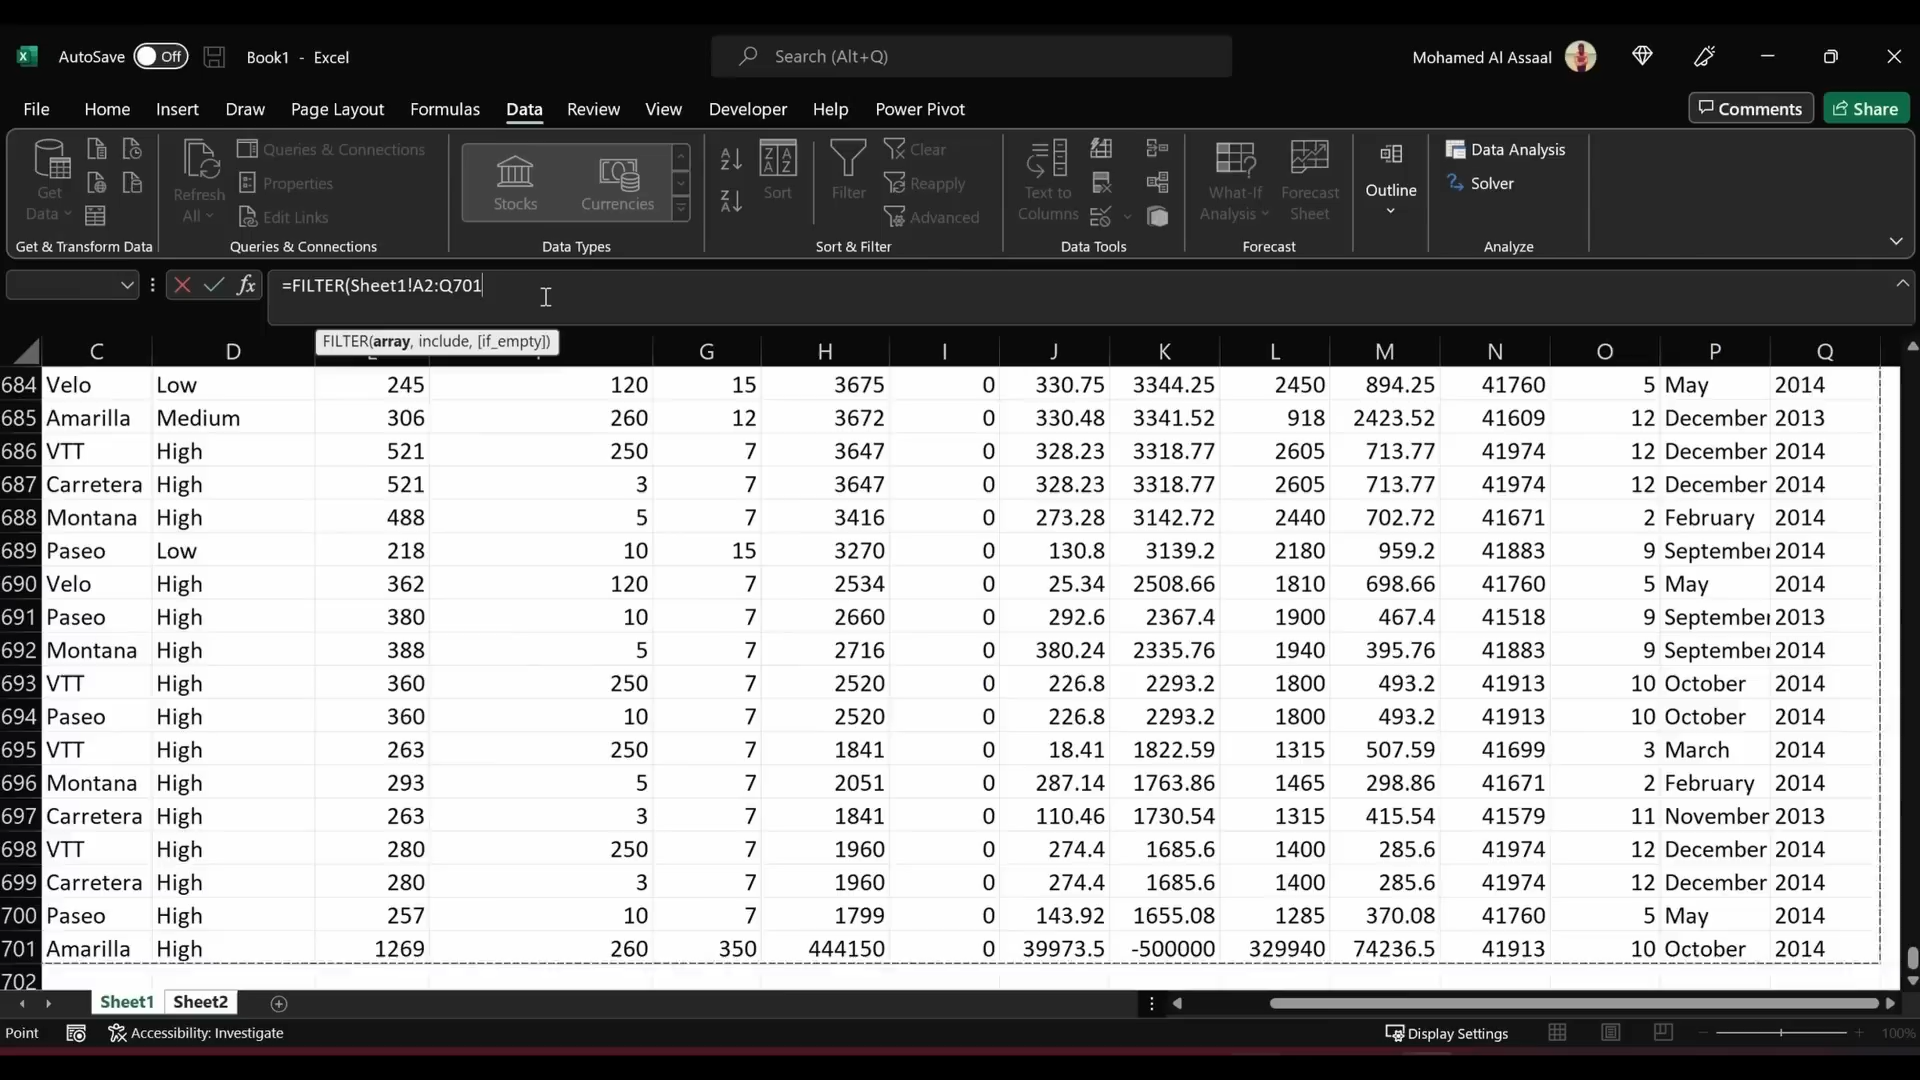 AutoSave Off Book1 - Excel Search (Alt+Q) Mohamed Al Assaal
File Home Insert Draw Page Layout Formulas Data Review View Developer Help Power Pivot Comments Share
Get Data
Refresh All
Queries & Connections
Properties
Edit Links
Stocks Currencies
Sort
Filter
Clear
Reapply
Advanced
Text to Columns
What-If Analysis
Forecast Sheet
Outline
Data Analysis
Solver
Get & Transform Data Queries & Connections Data Types Sort & Filter Data Tools Forecast Analyze
fx =FILTER(Sheet1!A2:Q701
FILTER(array, include, [if_empty])
C D G H I J K L M N O P Q
684 Velo Low 245 120 15 3675 0 330.75 3344.25 2450 894.25 41760 5 May 2014
685 Amarilla Medium 306 260 12 3672 0 330.48 3341.52 918 2423.52 41609 12 December 2013
686 VTT High 521 250 7 3647 0 328.23 3318.77 2605 713.77 41974 12 December 2014
687 Carretera High 521 3 7 3647 0 328.23 3318.77 2605 713.77 41974 12 December 2014
688 Montana High 488 5 7 3416 0 273.28 3142.72 2440 702.72 41671 2 February 2014
689 Paseo Low 218 10 15 3270 0 130.8 3139.2 2180 959.2 41883 9 September 2014
690 Velo High 362 120 7 2534 0 25.34 2508.66 1810 698.66 41760 5 May 2014
691 Paseo High 380 10 7 2660 0 292.6 2367.4 1900 467.4 41518 9 September 2013
692 Montana High 388 5 7 2716 0 380.24 2335.76 1940 395.76 41883 9 September 2014
693 VTT High 360 250 7 2520 0 226.8 2293.2 1800 493.2 41913 10 October 2014
694 Paseo High 360 10 7 2520 0 226.8 2293.2 1800 493.2 41913 10 October 2014
695 VTT High 263 250 7 1841 0 18.41 1822.59 1315 507.59 41699 3 March 2014
696 Montana High 293 5 7 2051 0 287.14 1763.86 1465 298.86 41671 2 February 2014
697 Carretera High 263 3 7 1841 0 110.46 1730.54 1315 415.54 41579 11 November 2013
698 VTT High 280 250 7 1960 0 274.4 1685.6 1400 285.6 41974 12 December 2014
699 Carretera High 280 3 7 1960 0 274.4 1685.6 1400 285.6 41974 12 December 2014
700 Paseo High 257 10 7 1799 0 143.92 1655.08 1285 370.08 41760 5 May 2014
701 Amarilla High 1269 260 350 444150 0 39973.5 -500000 329940 74236.5 41913 10 October 2014
702
Sheet1 Sheet2
Point Accessibility: Investigate Display Settings 100%